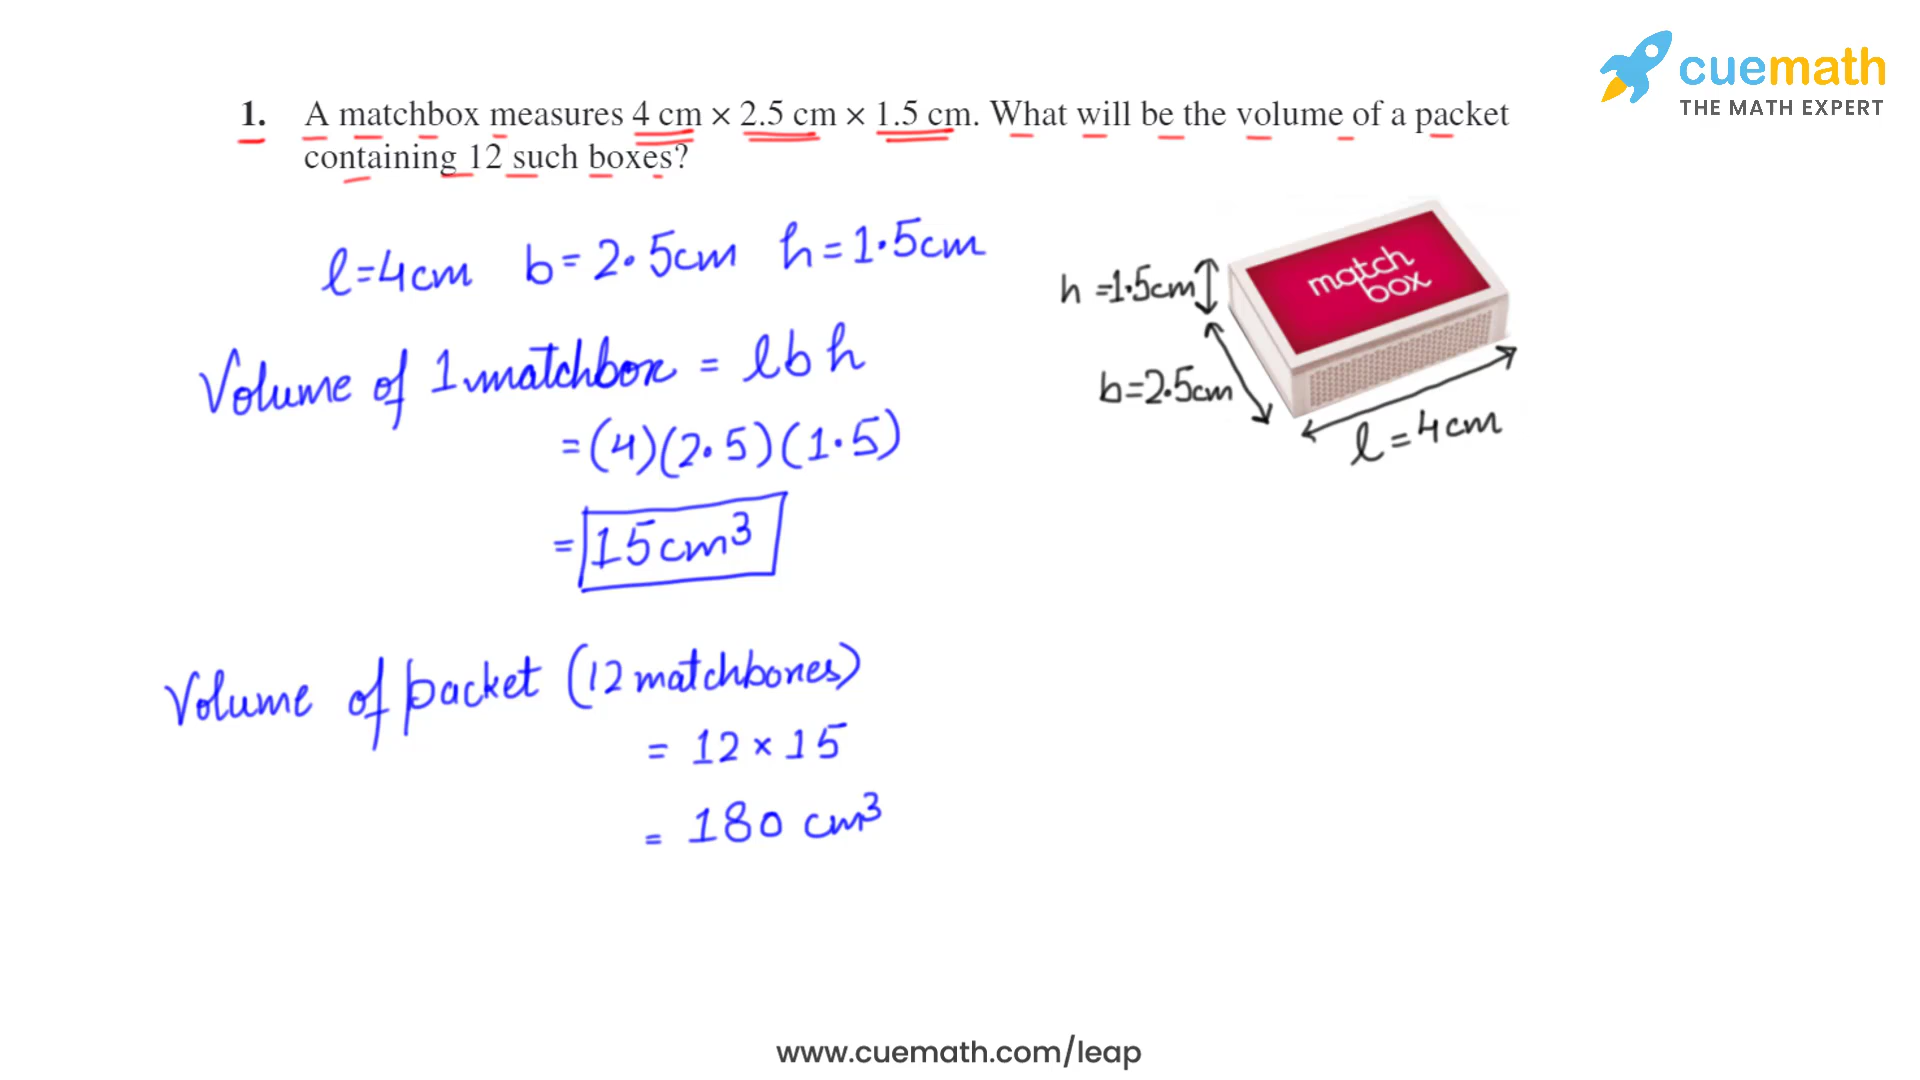 cuemath
THE MATH EXPERT
1. A matchbox measures 4 cm × 2.5 cm × 1.5 cm. What will be the volume of a packet
containing 12 such boxes?
l=4cm b=2.5cm h=1.5cm
Volume of 1 matchbox = l b h
=(4)(2.5)(1.5)
= 15cm³
match
box
h =1.5cm
b=2.5cm
l=4cm
Volume of packet (12 matchboxes)
= 12 × 15
= 180 cm³
www.cuemath.com/leap